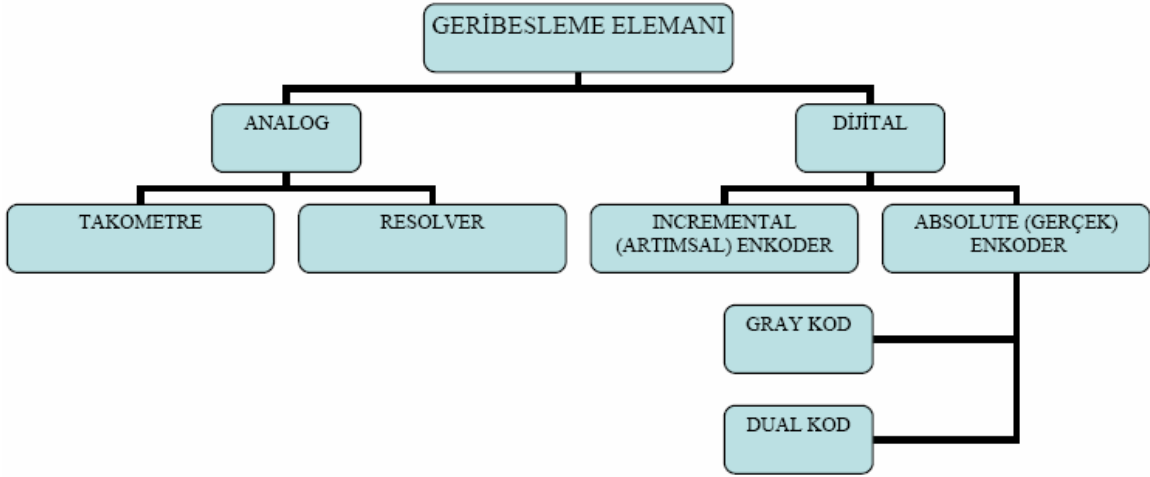 GERİBESLEME ELEMANI
ANALOG
DİJİTAL
TAKOMETRE
RESOLVER
INCREMENTAL
(ARTIMSAL) ENKODER
ABSOLUTE (GERÇEK)
ENKODER
GRAY KOD
DUAL KOD